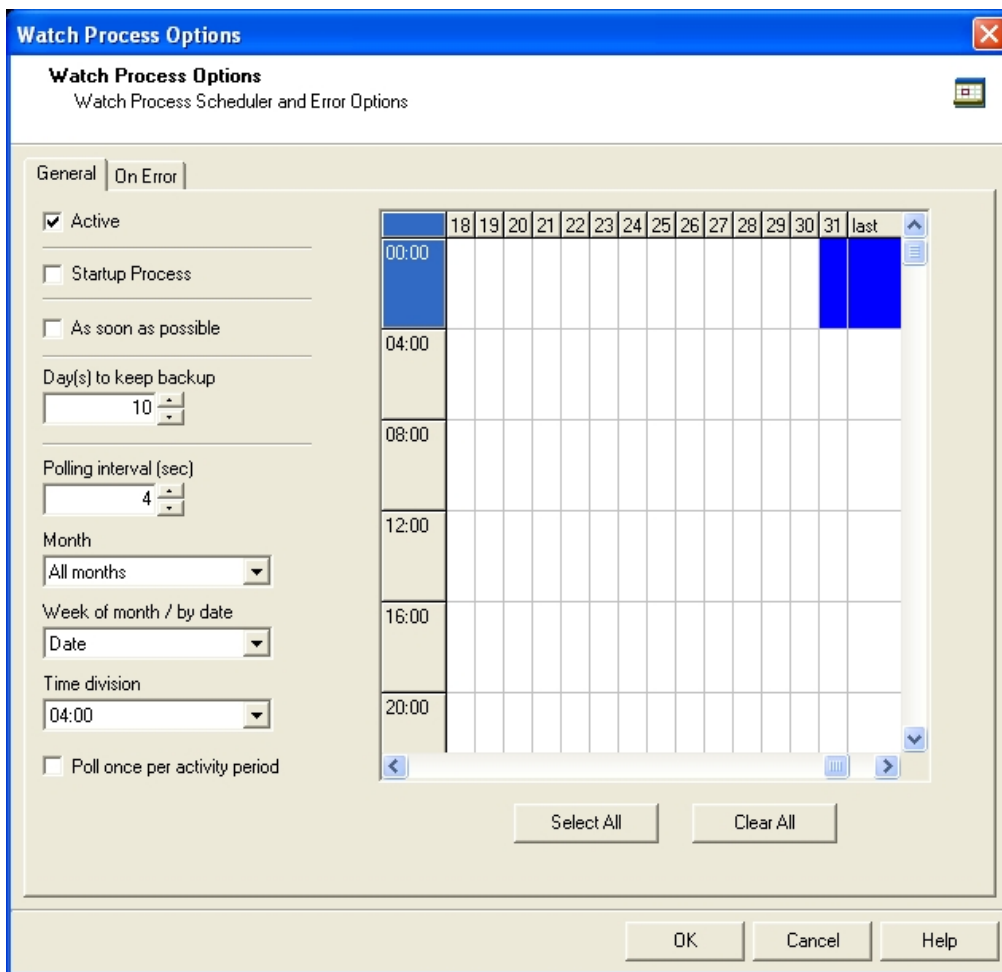 Watch Process Options
Watch Process Options
Watch Process Scheduler and Error Options
General On Error
Active
Startup Process
As soon as possible
Day(s) to keep backup
10
Polling interval (sec)
4
Month
All months
Week of month / by date
Date
Time division
04:00
Poll once per activity period
18 19 20 21 22 23 24 25 26 27 28 29 30 31 last
00:00
04:00
08:00
12:00
16:00
20:00
Select All Clear All
OK Cancel Help